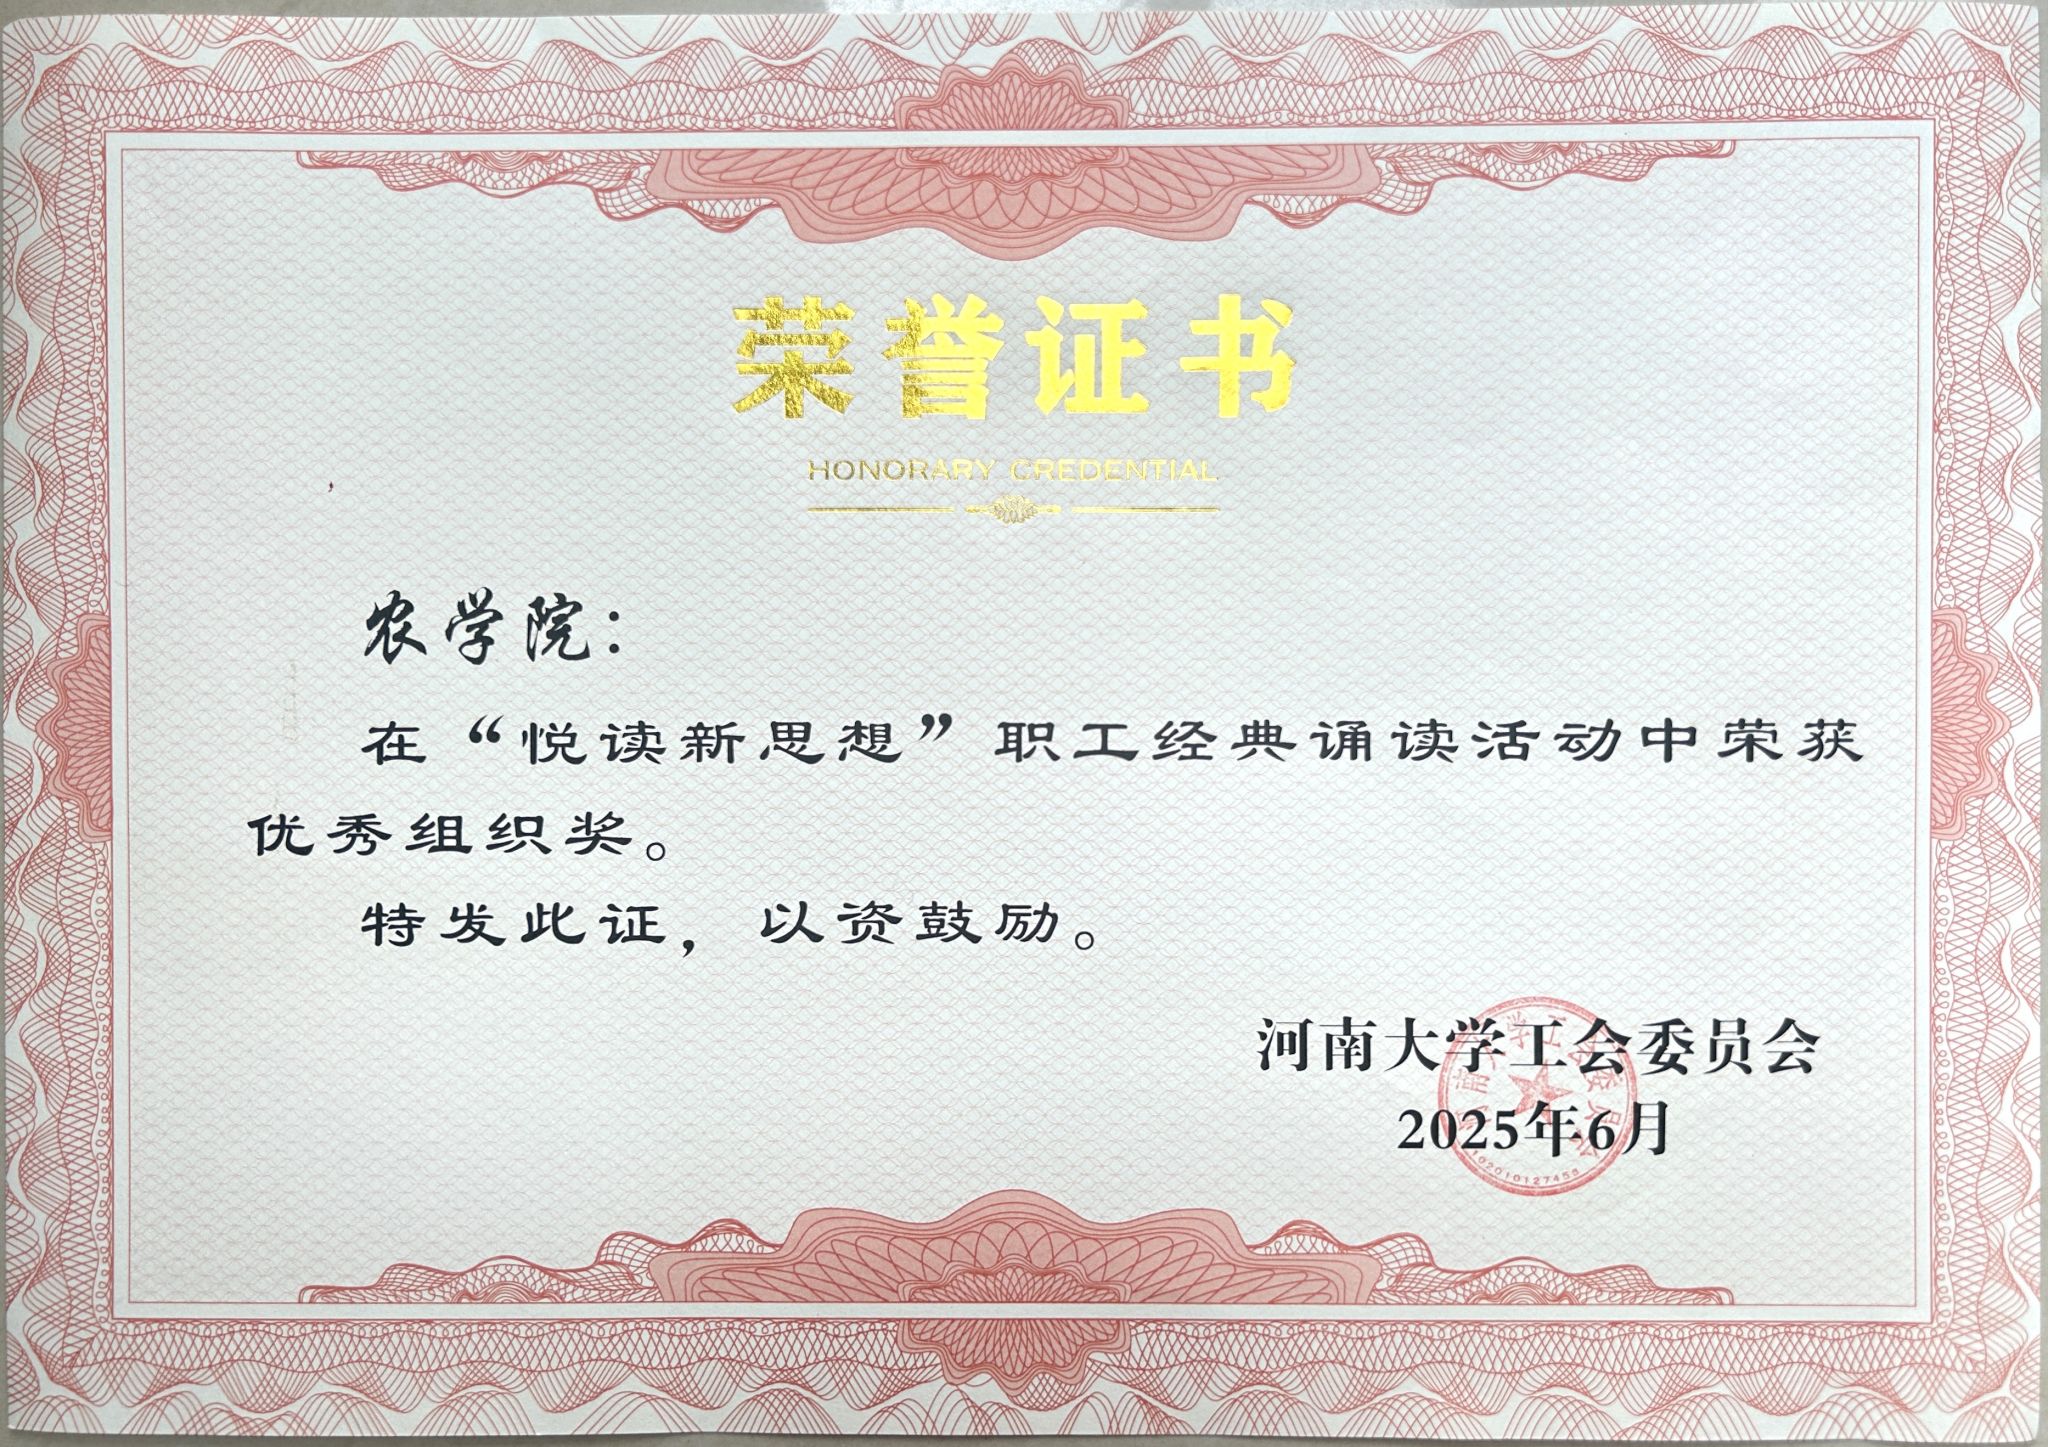 荣誉证书
HONORARY CREDENTIAL
农学院：
在“悦读新思想”职工经典诵读活动中荣获
优秀组织奖。
特发此证，以资鼓励。
河南大学工会委员会
2025年6月